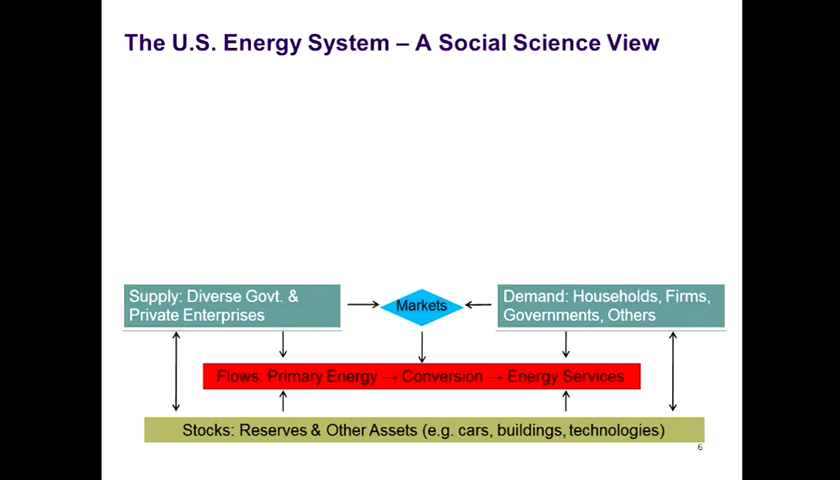 The U.S. Energy System – A Social Science View
Supply: Diverse Govt. &
Private Enterprises
Markets
Demand: Households, Firms,
Governments, Others
Flows: Primary Energy → Conversion → Energy Services
Stocks: Reserves & Other Assets (e.g. cars, buildings, technologies)
6